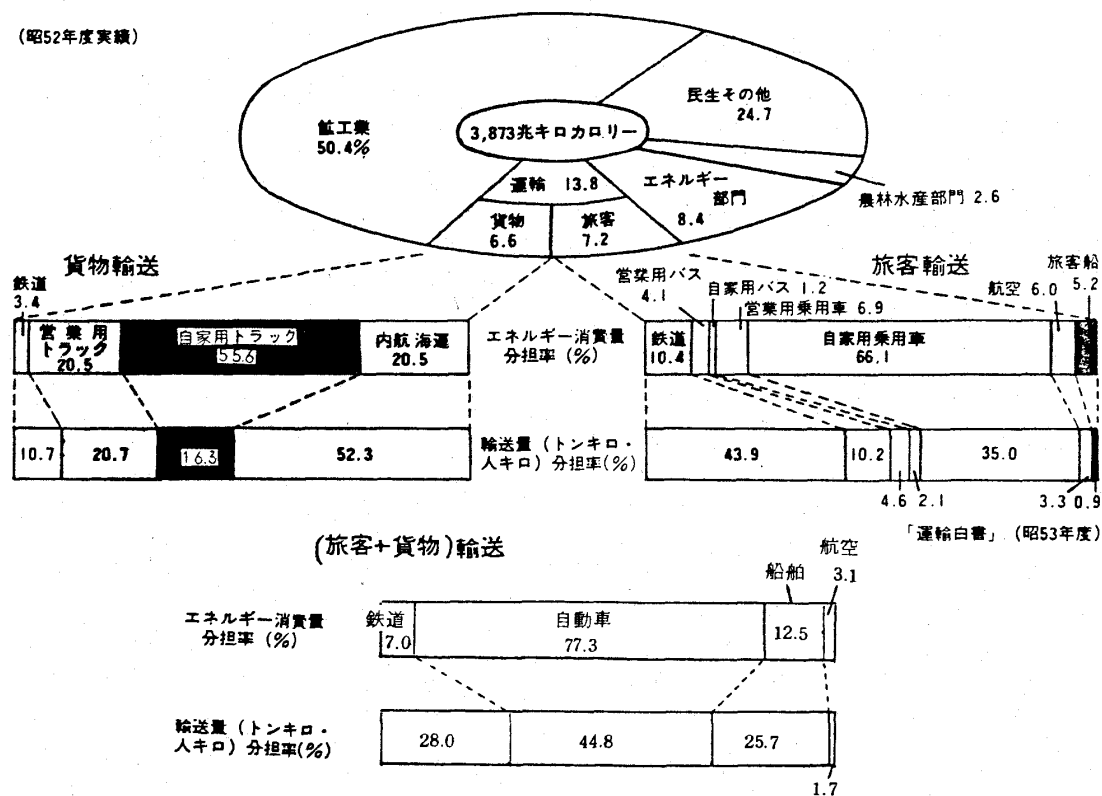 (昭52年度実績)
民生その他
24.7
鉱工業
50.4%
3,873兆キロカロリー
運輸 13.8
エネルギー
部門
8.4
農林水産部門 2.6
貨物
6.6
旅客
7.2
貨物輸送
旅客輸送
鉄道
3.4
営業用バス
4.1
自家用バス 1.2
営業用乗用車 6.9
航空 6.0
旅客船
5.2
営業用
トラック
20.5
自家用トラック
55.6
内航海運
20.5
エネルギー消費量
分担率(%)
鉄道
10.4
自家用乗用車
66.1
10.7
20.7
16.3
52.3
輸送量(トンキロ・
人キロ)分担率(%)
43.9
10.2
4.6
2.1
35.0
3.3
0.9
「運輸白書」(昭53年度)
(旅客+貨物)輸送
エネルギー消費量
分担率(%)
鉄道
7.0
自動車
77.3
船舶
12.5
航空
3.1
輸送量(トンキロ・
人キロ)分担率(%)
28.0
44.8
25.7
1.7